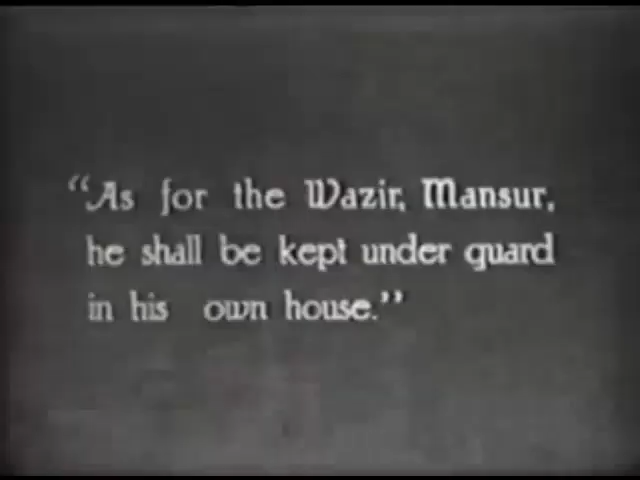 “As for the Wazir, Mansur,
he shall be kept under guard
in his own house.”